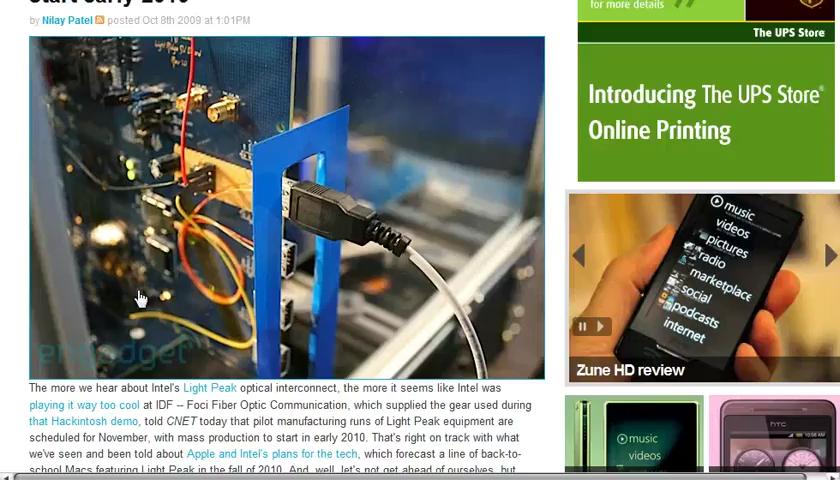 for more details
by Nilay Patel posted Oct 8th 2009 at 1:01PM
The UPS Store
Introducing The UPS Store®
Online Printing
music
videos
pictures
radio
marketplace
social
podcasts
internet
engadget
Zune HD review
The more we hear about Intel's Light Peak optical interconnect, the more it seems like Intel was
playing it way too cool at IDF -- Foci Fiber Optic Communication, which supplied the gear used during
that Hackintosh demo, told CNET today that pilot manufacturing runs of Light Peak equipment are
scheduled for November, with mass production to start in early 2010. That's right on track with what
we've seen and been told about Apple and Intel's plans for the tech, which forecast a line of back-to-
school Macs featuring Light Peak in the fall of 2010. And, well, let's not get ahead of ourselves, but
music
videos
hTC